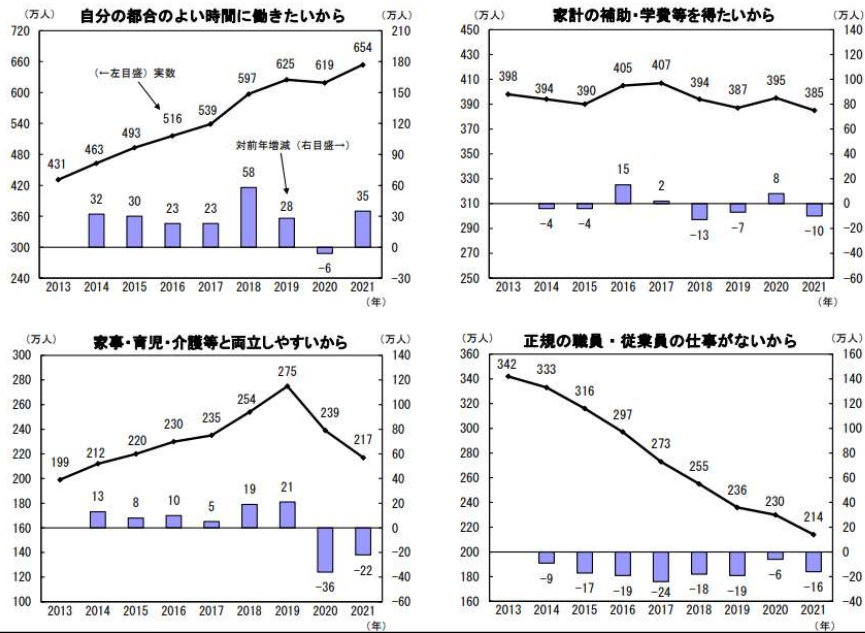 自分の都合のよい時間に働きたいから
(万人) (万人)
720 660 600 540 480 420 360 300 240
210 180 150 120 90 60 30 0 -30
(←左目盛) 実数
対前年増減 (右目盛→)
431 463 493 516 539 597 625 619 654
32 30 23 23 58 28 -6 35
2013 2014 2015 2016 2017 2018 2019 2020 2021
(年)
家計の補助・学費等を得たいから
(万人) (万人)
450 430 410 390 370 350 330 310 290 270 250
140 120 100 80 60 40 20 0 -20 -40 -60
398 394 390 405 407 394 387 395 385
-4 -4 15 2 -13 -7 8 -10
2013 2014 2015 2016 2017 2018 2019 2020 2021
(年)
家事・育児・介護等と両立しやすいから
(万人) (万人)
300 280 260 240 220 200 180 160 140 120 100
140 120 100 80 60 40 20 0 -20 -40 -60
199 212 220 230 235 254 275 239 217
13 8 10 5 19 21 -36 -22
2013 2014 2015 2016 2017 2018 2019 2020 2021
(年)
正規の職員・従業員の仕事がないから
(万人) (万人)
360 340 320 300 280 260 240 220 200 180 160
160 140 120 100 80 60 40 20 0 -20 -40
342 333 316 297 273 255 236 230 214
-9 -17 -19 -24 -18 -19 -6 -16
2013 2014 2015 2016 2017 2018 2019 2020 2021
(年)